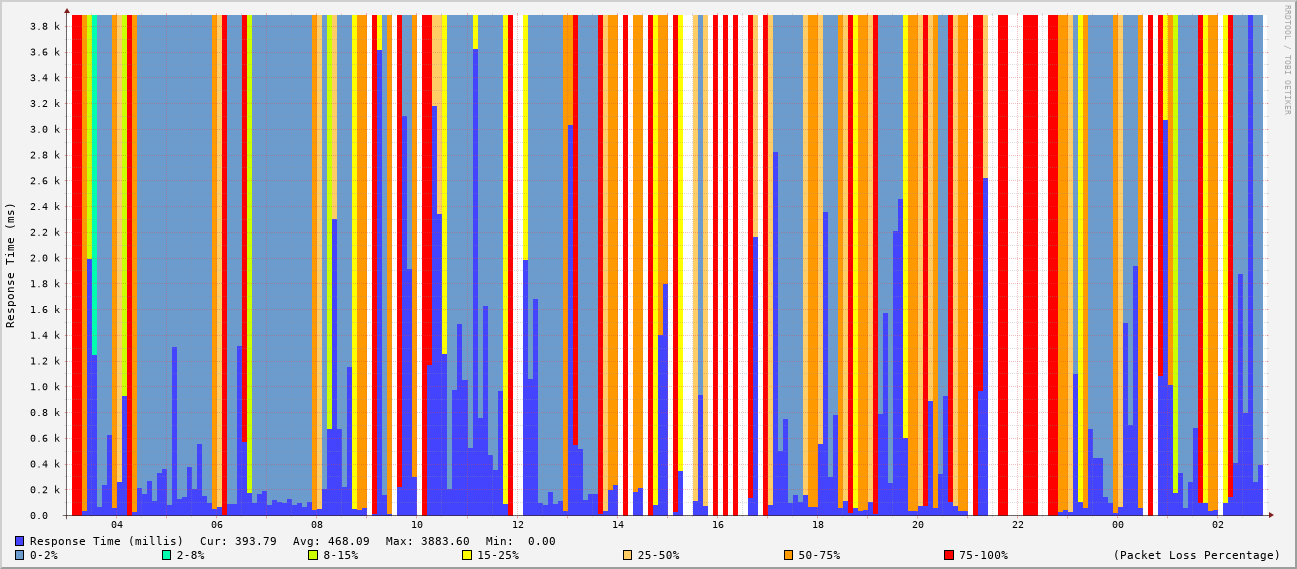 RRDTOOL / TOBI OETIKER
Response Time (ms)
3.8 k
3.6 k
3.4 k
3.2 k
3.0 k
2.8 k
2.6 k
2.4 k
2.2 k
2.0 k
1.8 k
1.6 k
1.4 k
1.2 k
1.0 k
0.8 k
0.6 k
0.4 k
0.2 k
0.0
04 06 08 10 12 14 16 18 20 22 00 02
Response Time (millis) Cur: 393.79 Avg: 468.09 Max: 3883.60 Min: 0.00
0-2% 2-8% 8-15% 15-25% 25-50% 50-75% 75-100% (Packet Loss Percentage)